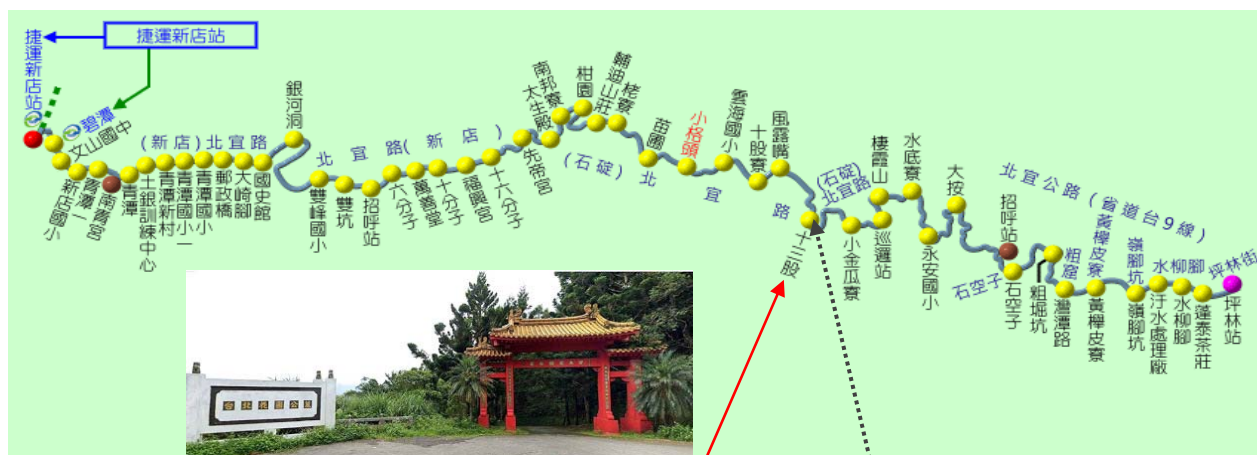 捷運新店站
捷運新店站
碧潭
文山國中
新店國小
青潭一
南青宮
青潭
土銀訓練中心
青潭新村
青潭國小一
青潭國小
郵政橋
大崎腳
國史館
(新店)北宜路
銀河洞
北宜路(新店)
雙峰國小
雙坑
招呼站
六分子
萬善堂
十分子
福興宮
十六分子
先帝宮
太生殿
南邦寮
柑園
輔迪山莊
栳寮
(石碇)北宜路
苗圃
小格頭
雲海國小
十股寮
風露嘴
十三股
(石碇)
北宜路
小金瓜寮
棲霞山
巡邏站
水底寮
永安國小
大按
北宜公路(省道台9線)
招呼站
石空子
石空子
粗堀坑
粗窟
灣潭路
黃櫸皮寮
黃櫸皮寮
嶺腳坑
嶺腳坑
水柳腳
汙水處理廠
水柳腳
蓬泰茶莊
坪林街
坪林站